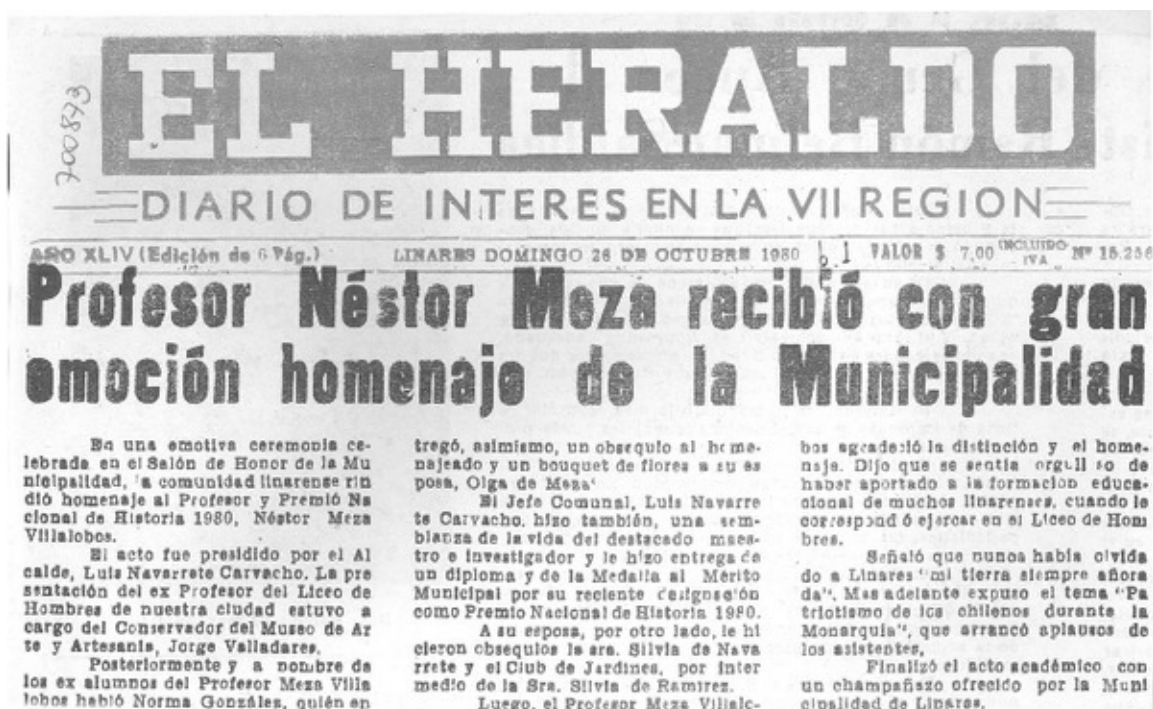 EL HERALDO
700893
DIARIO DE INTERES EN LA VII REGION
AÑO XLIV (Edición de 6 Pág.) LINARES DOMINGO 26 DE OCTUBRE 1980 VALOR $ 7,00 INCLUIDO IVA Nº 15.256
Profesor Néstor Meza recibió con gran
emoción homenaje de la Municipalidad
En una emotiva ceremonia ce-
lebrada en el Salón de Honor de la Mu
nicipalidad, la comunidad linarense rin
dió homenaje al Profesor y Premio Na
cional de Historia 1980, Néstor Meza
Villalobos.
El acto fue presidido por el Al
calde, Luis Navarrete Carvacho. La pre
sentación del ex Profesor del Liceo de
Hombres de nuestra ciudad estuvo a
cargo del Conservador del Museo de Ar
te y Artesanía, Jorge Valladares.
Posteriormente y a nombre de
los ex alumnos del Profesor Meza Villa
lobos habló Norma Gonzáles, quién en
tregó, asimismo, un obsequio al home-
najeado y un bouquet de flores a su es
posa, Olga de Meza'
El Jefe Comunal, Luis Navarre
te Carvacho, hizo también, una sem-
blanza de la vida del destacado maes-
tro e investigador y le hizo entrega de
un diploma y de la Medalla al Mérito
Municipal por su reciente designación
como Premio Nacional de Historia 1980.
A su esposa, por otro lado, le hi
cieron obsequios la sra. Silvia de Nava
rrete y el Club de Jardines, por inter
medio de la Sra. Silvia de Ramirez.
Luego, el Profesor Meza Villalo-
bos agradeció la distinción y el home-
naje. Dijo que se sentía orgulloso de
haber aportado a la formacion educa-
cional de muchos linarenses, cuando le
correspondió ejercer en el Liceo de Hom
bres.
Señaló que nunca había olvida
do a Linares "mi tierra siempre añora
da". Mas adelante expuso el tema "Pa
triotismo de los chilenos durante la
Monarquía", que arrancó aplausos de
los asistentes.
Finalizó el acto académico con
un champañazo ofrecido por la Muni
cipalidad de Linares.